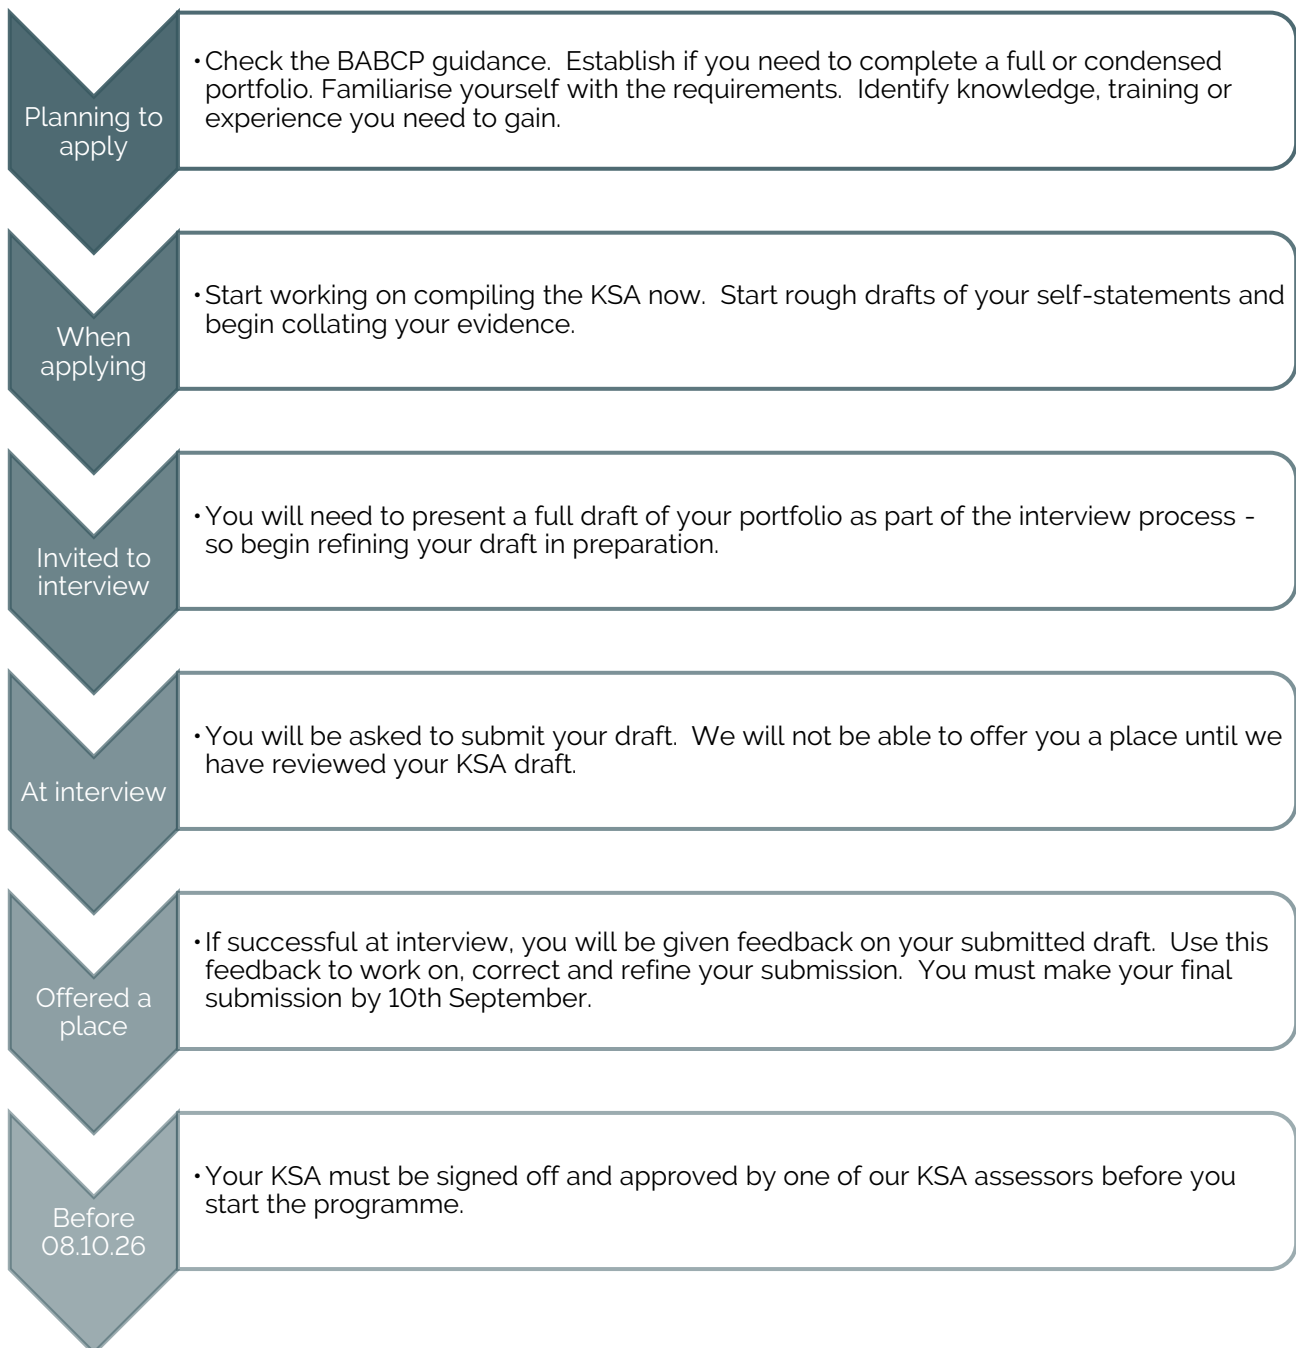 Planning to
apply
•Check the BABCP guidance.  Establish if you need to complete a full or condensed
portfolio. Familiarise yourself with the requirements.  Identify knowledge, training or
experience you need to gain.
When
applying
•Start working on compiling the KSA now.  Start rough drafts of your self-statements and
begin collating your evidence.
Invited to
interview
•You will need to present a full draft of your portfolio as part of the interview process -
so begin refining your draft in preparation.
At interview
•You will be asked to submit your draft.  We will not be able to offer you a place until we
have reviewed your KSA draft.
Offered a
place
•If successful at interview, you will be given feedback on your submitted draft.  Use this
feedback to work on, correct and refine your submission.  You must make your final
submission by 10th September.
Before
08.10.26
•Your KSA must be signed off and approved by one of our KSA assessors before you
start the programme.